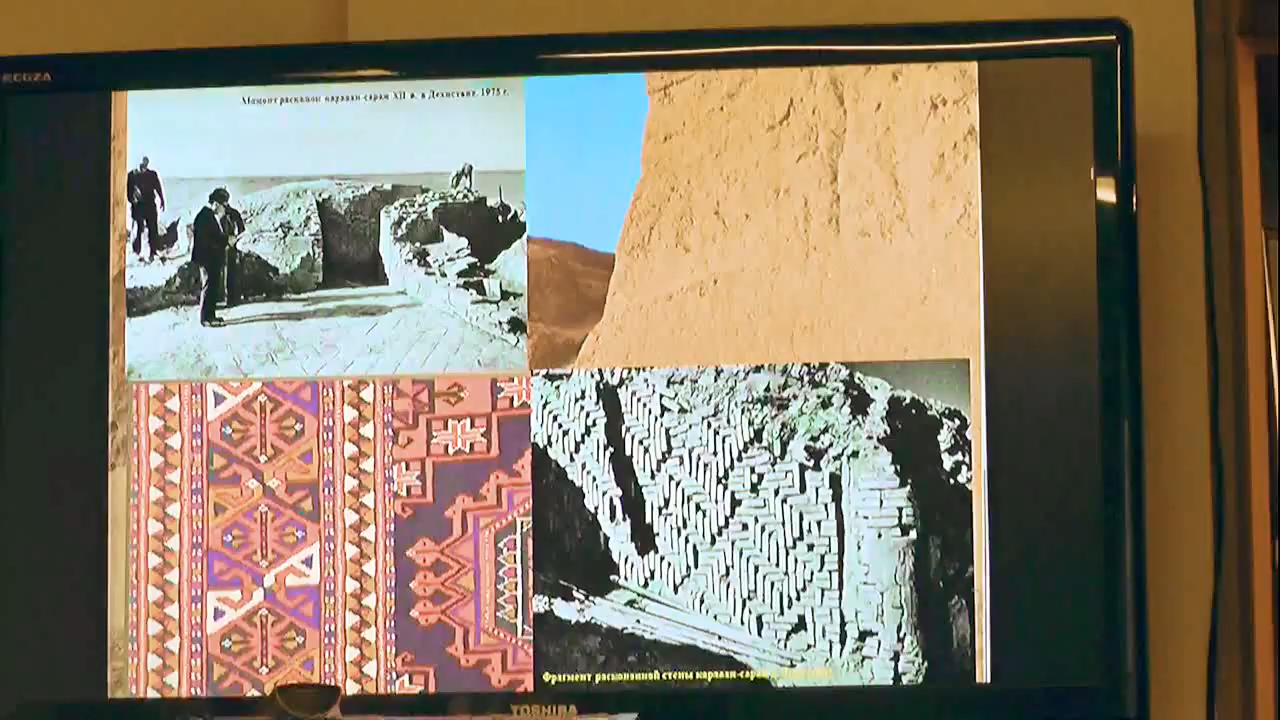 REGZA
Момент раскопок караван-сарая XII в. в Дехистане. 1975 г.
Фрагмент раскопанной стены караван-сарая
TOSHIBA